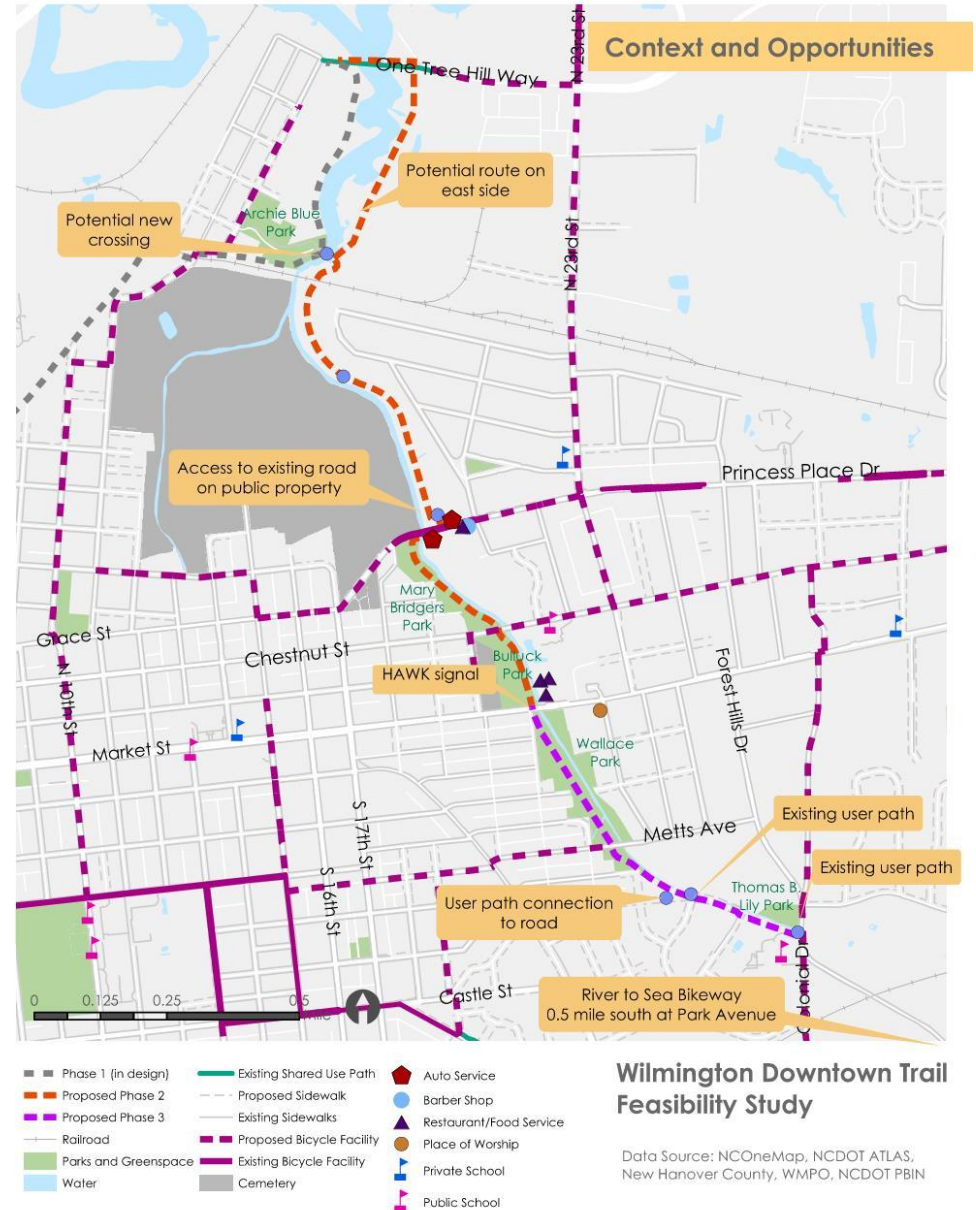 Context and Opportunities
One Tree Hill Way
N 23rd St
Potential route on
east side
Archie Blue
Park
Potential new
crossing
N 23rd St
Access to existing road
on public property
Princess Place Dr
Mary
Bridgers
Park
Grace St
Chestnut St
Bulluck
Park
HAWK signal
Forest Hills Dr
N 10th St
Market St
Wallace
Park
Metts Ave
Existing user path
S 17th St
S 16th St
Existing user path
User path connection
to road
Thomas B.
Lily Park
Colonial Dr
Castle St
River to Sea Bikeway
0.5 mile south at Park Avenue
0 0.125 0.25 0.5
Phase 1 (in design)
Proposed Phase 2
Proposed Phase 3
Railroad
Parks and Greenspace
Water
Existing Shared Use Path
Proposed Sidewalk
Existing Sidewalks
Proposed Bicycle Facility
Existing Bicycle Facility
Cemetery
Auto Service
Barber Shop
Restaurant/Food Service
Place of Worship
Private School
Public School
Wilmington Downtown Trail
Feasibility Study
Data Source: NCOneMap, NCDOT ATLAS,
New Hanover County, WMPO, NCDOT PBIN